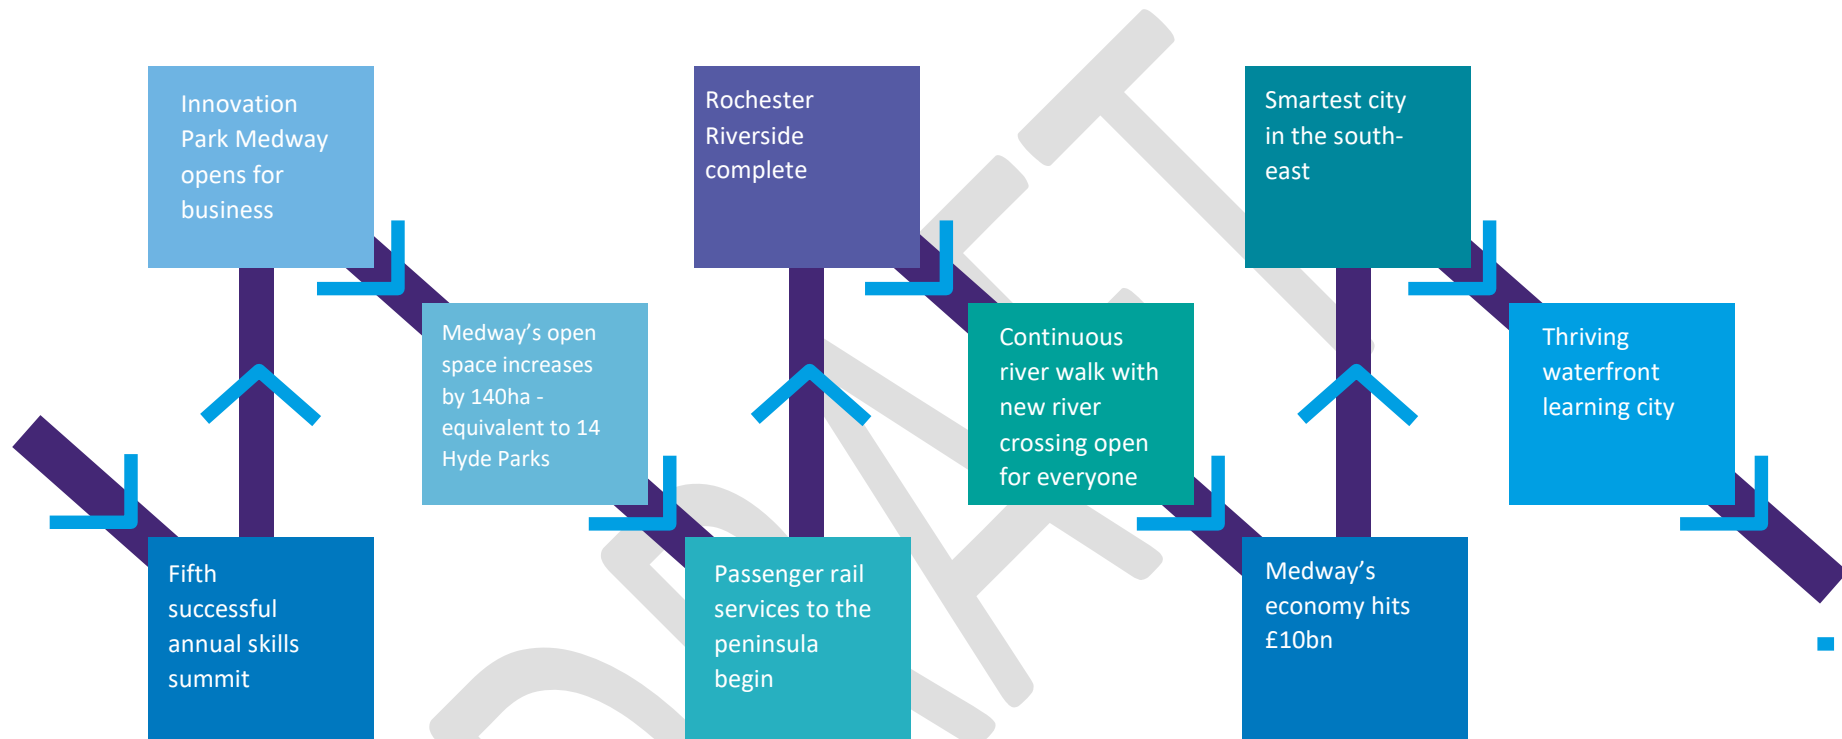 Fifth
successful
annual skills
summit
Innovation
Park Medway
opens for
business
Medway’s open
space increases
by 140ha -
equivalent to 14
Hyde Parks
Passenger rail
services to the
peninsula
begin
Rochester
Riverside
complete
Continuous
river walk with
new river
crossing open
for everyone
Medway’s
economy hits
£10bn
Smartest city
in the south-
east
Thriving
waterfront
learning city
DRAFT